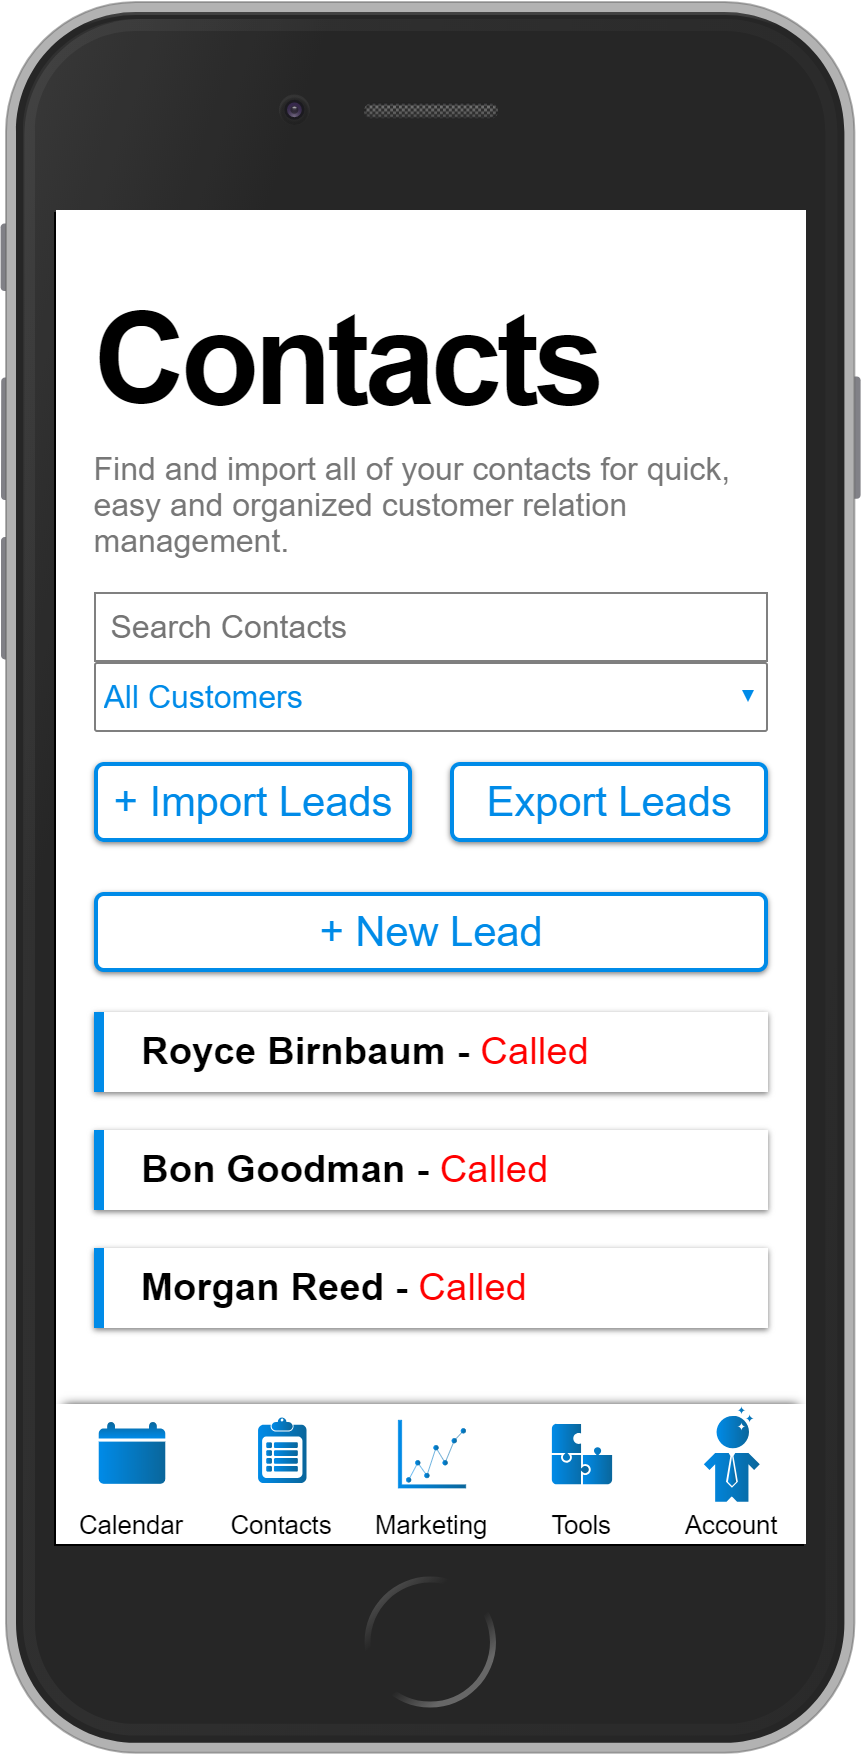 Contacts
Find and import all of your contacts for quick,
easy and organized customer relation
management.
Search Contacts
All Customers
+ Import Leads
Export Leads
+ New Lead
Royce Birnbaum - Called
Bon Goodman - Called
Morgan Reed - Called
Calendar
Contacts
Marketing
Tools
Account